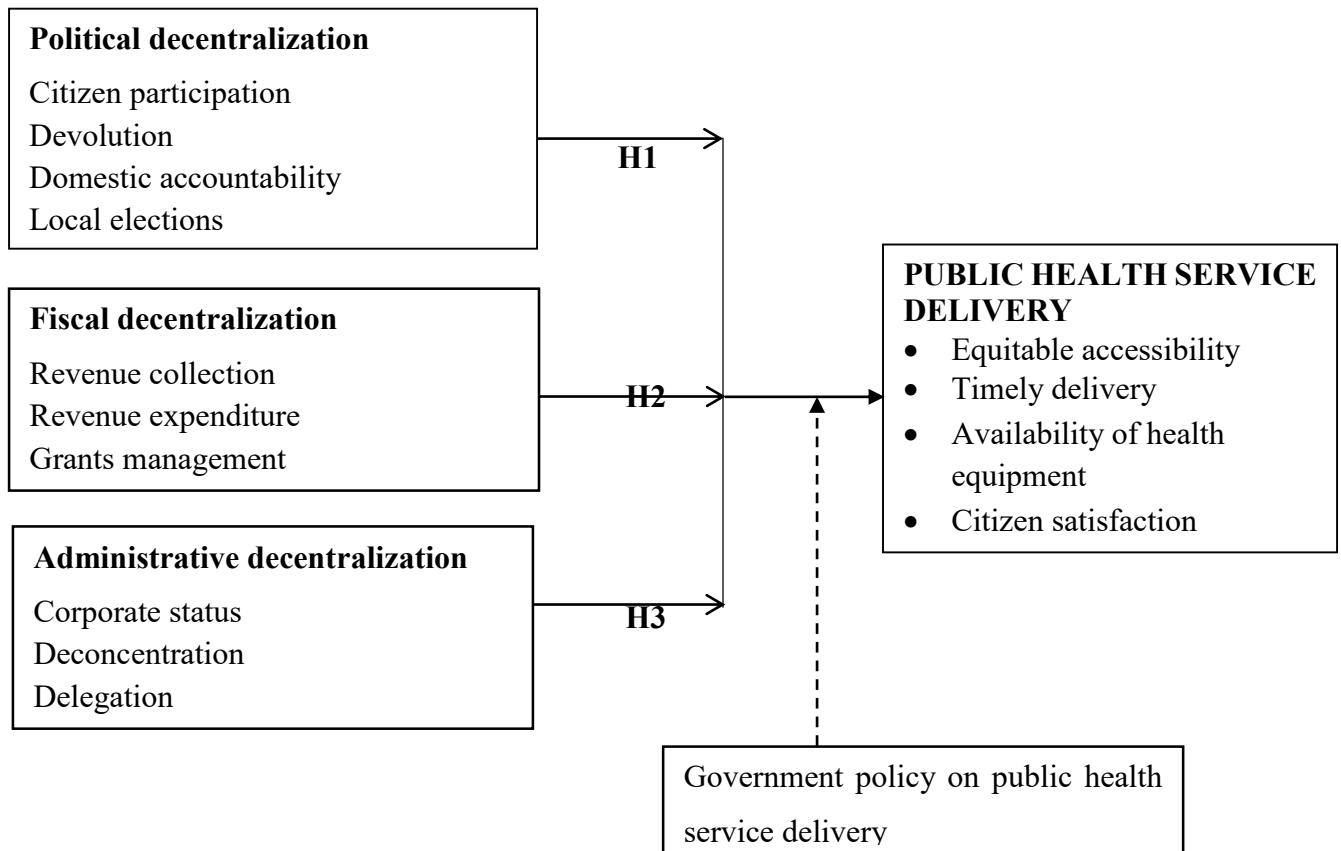 Political decentralization
Citizen participation
Devolution
Domestic accountability
Local elections
H1
Fiscal decentralization
Revenue collection
Revenue expenditure
Grants management
H2
Administrative decentralization
Corporate status
Deconcentration
Delegation
H3
PUBLIC HEALTH SERVICE
DELIVERY
• Equitable accessibility
• Timely delivery
• Availability of health
equipment
• Citizen satisfaction
Government policy on public health
service delivery